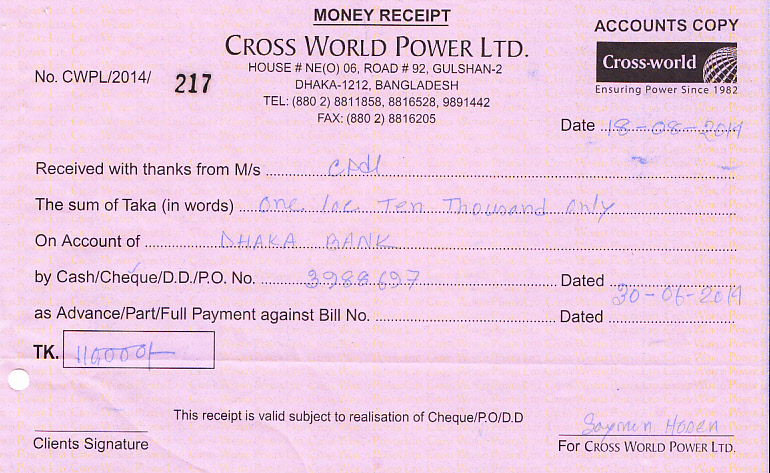 MONEY RECEIPT
ACCOUNTS COPY
CROSS WORLD POWER LTD.
Cross-world
Ensuring Power Since 1982
HOUSE # NE(O) 06, ROAD # 92, GULSHAN-2
DHAKA-1212, BANGLADESH
TEL: (880 2) 8811858, 8816528, 9891442
FAX: (880 2) 8816205
No. CWPL/2014/ 217
Date 18-08-2014
Received with thanks from M/s
The sum of Taka (in words) One Lac Ten Thousand Only
On Account of DHAKA BANK
by Cash/Cheque/D.D./P.O. No. 3988697 Dated 30-06-2014
as Advance/Part/Full Payment against Bill No. Dated
TK. 110000/-
This receipt is valid subject to realisation of Cheque/P.O/D.D
Clients Signature
For CROSS WORLD POWER LTD.